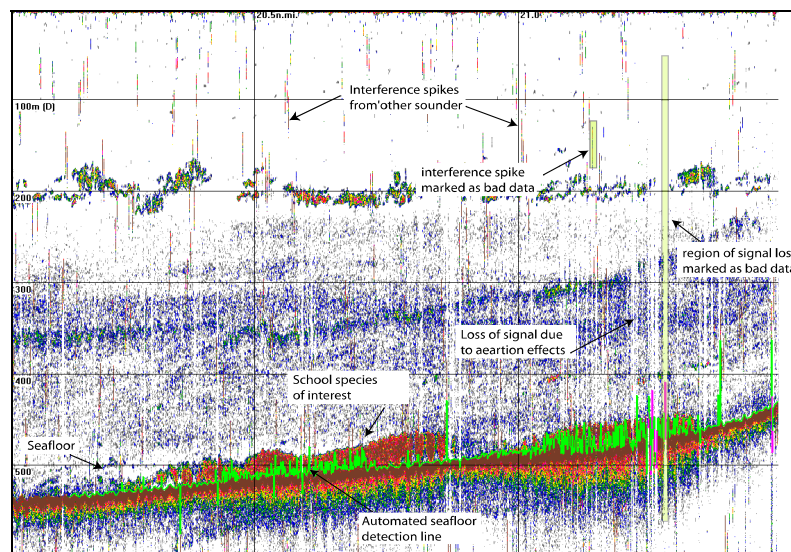 20.5n.mi.
21.0
Interference spikes
from'other sounder
100m (D)
interference spike
marked as bad data
200
region of signal loss
marked as bad data
300
Loss of signal due
to aeartion effects
400
School species
of interest
Seafloor
500
Automated seafloor
detection line